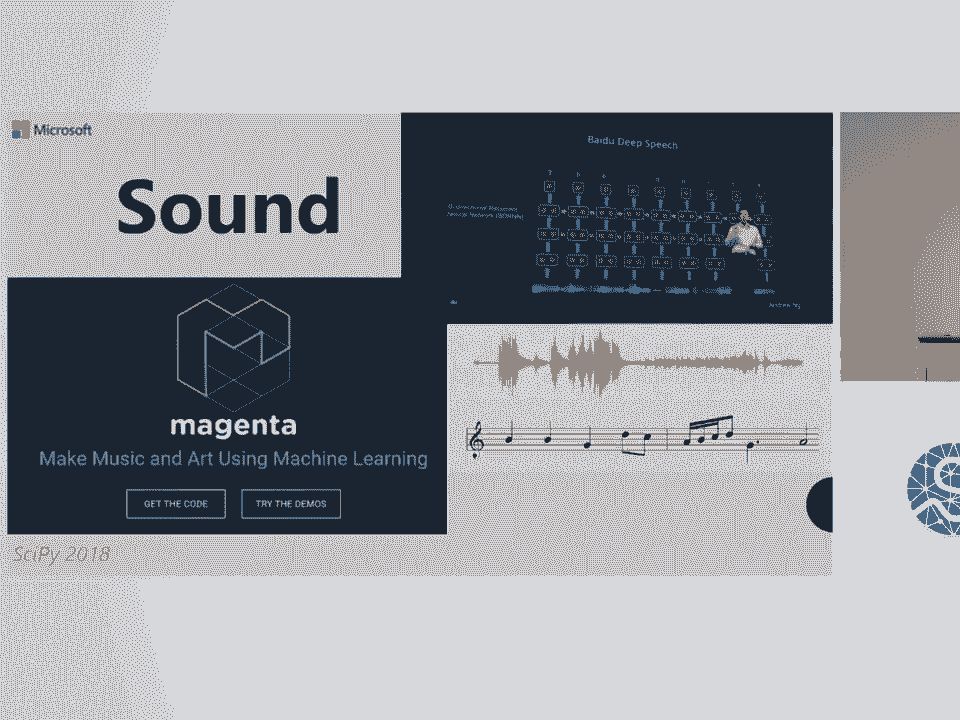 Microsoft
Sound
Baidu Deep Speech
Andrew Ng
magenta
Make Music and Art Using Machine Learning
GET THE CODE
TRY THE DEMOS
SciPy 2018